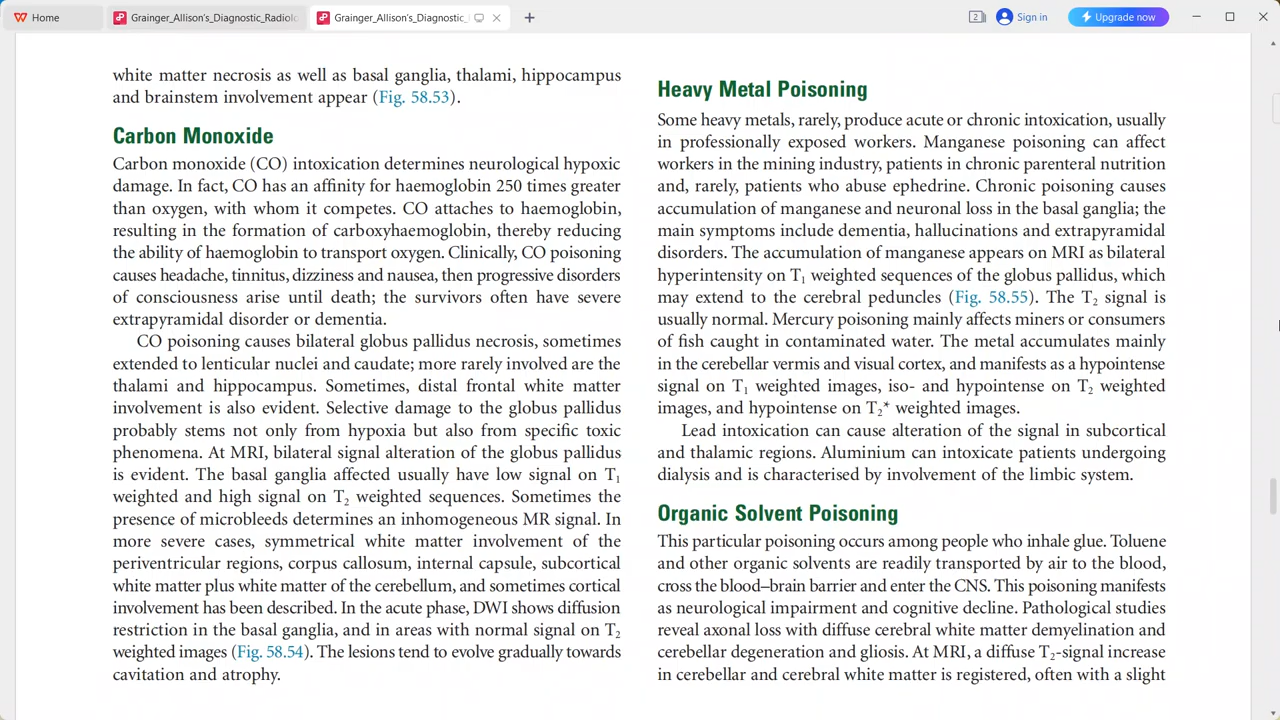 Home
Grainger_Allison's_Diagnostic_Radiolo
Grainger_Allison's_Diagnostic_
2
Sign in
Upgrade now
white matter necrosis as well as basal ganglia, thalami, hippocampus
and brainstem involvement appear (Fig. 58.53).
Carbon Monoxide
Carbon monoxide (CO) intoxication determines neurological hypoxic
damage. In fact, CO has an affinity for haemoglobin 250 times greater
than oxygen, with whom it competes. CO attaches to haemoglobin,
resulting in the formation of carboxyhaemoglobin, thereby reducing
the ability of haemoglobin to transport oxygen. Clinically, CO poisoning
causes headache, tinnitus, dizziness and nausea, then progressive disorders
of consciousness arise until death; the survivors often have severe
extrapyramidal disorder or dementia.
CO poisoning causes bilateral globus pallidus necrosis, sometimes
extended to lenticular nuclei and caudate; more rarely involved are the
thalami and hippocampus. Sometimes, distal frontal white matter
involvement is also evident. Selective damage to the globus pallidus
probably stems not only from hypoxia but also from specific toxic
phenomena. At MRI, bilateral signal alteration of the globus pallidus
is evident. The basal ganglia affected usually have low signal on T1
weighted and high signal on T2 weighted sequences. Sometimes the
presence of microbleeds determines an inhomogeneous MR signal. In
more severe cases, symmetrical white matter involvement of the
periventricular regions, corpus callosum, internal capsule, subcortical
white matter plus white matter of the cerebellum, and sometimes cortical
involvement has been described. In the acute phase, DWI shows diffusion
restriction in the basal ganglia, and in areas with normal signal on T2
weighted images (Fig. 58.54). The lesions tend to evolve gradually towards
cavitation and atrophy.
Heavy Metal Poisoning
Some heavy metals, rarely, produce acute or chronic intoxication, usually
in professionally exposed workers. Manganese poisoning can affect
workers in the mining industry, patients in chronic parenteral nutrition
and, rarely, patients who abuse ephedrine. Chronic poisoning causes
accumulation of manganese and neuronal loss in the basal ganglia; the
main symptoms include dementia, hallucinations and extrapyramidal
disorders. The accumulation of manganese appears on MRI as bilateral
hyperintensity on T1 weighted sequences of the globus pallidus, which
may extend to the cerebral peduncles (Fig. 58.55). The T2 signal is
usually normal. Mercury poisoning mainly affects miners or consumers
of fish caught in contaminated water. The metal accumulates mainly
in the cerebellar vermis and visual cortex, and manifests as a hypointense
signal on T1 weighted images, iso- and hypointense on T2 weighted
images, and hypointense on T2* weighted images.
Lead intoxication can cause alteration of the signal in subcortical
and thalamic regions. Aluminium can intoxicate patients undergoing
dialysis and is characterised by involvement of the limbic system.
Organic Solvent Poisoning
This particular poisoning occurs among people who inhale glue. Toluene
and other organic solvents are readily transported by air to the blood,
cross the blood–brain barrier and enter the CNS. This poisoning manifests
as neurological impairment and cognitive decline. Pathological studies
reveal axonal loss with diffuse cerebral white matter demyelination and
cerebellar degeneration and gliosis. At MRI, a diffuse T2-signal increase
in cerebellar and cerebral white matter is registered, often with a slight